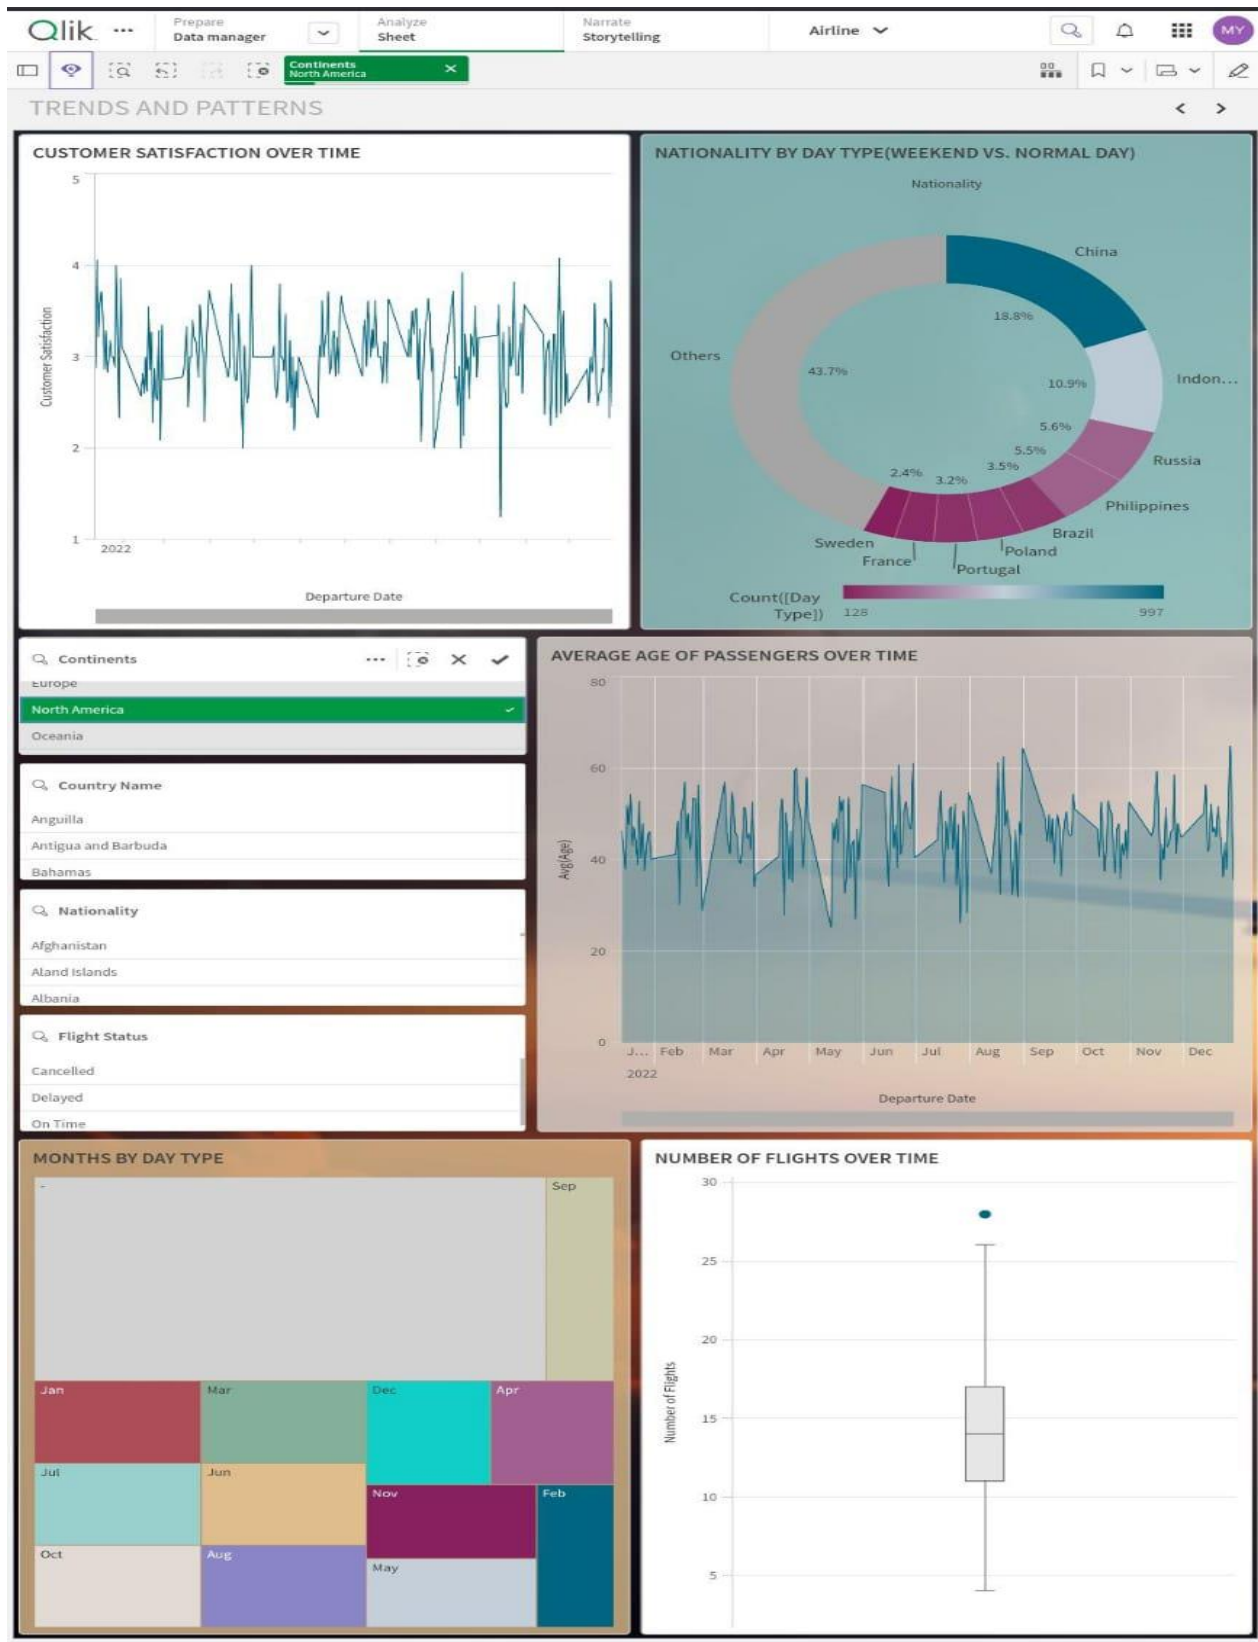 Qlik
Prepare
Data manager
Analyze
Sheet
Narrate
Storytelling
Airline
MY
Continents
North America
TRENDS AND PATTERNS
CUSTOMER SATISFACTION OVER TIME
5
4
3
2
1
Customer Satisfaction
2022
Departure Date
NATIONALITY BY DAY TYPE(WEEKEND VS. NORMAL DAY)
Nationality
China
18.8%
Others
43.7%
10.9%
Indon...
5.6%
5.5%
Russia
3.5%
2.4%
3.2%
Philippines
Brazil
Sweden
Poland
France
Portugal
Count([Day
Type])
128
997
Continents
Europe
North America
Oceania
Country Name
Anguilla
Antigua and Barbuda
Bahamas
Nationality
Afghanistan
Aland Islands
Albania
Flight Status
Cancelled
Delayed
On Time
AVERAGE AGE OF PASSENGERS OVER TIME
80
60
40
20
0
Avg(Age)
J... Feb Mar Apr May Jun Jul Aug Sep Oct Nov Dec
2022
Departure Date
MONTHS BY DAY TYPE
-
Sep
Jan
Mar
Dec
Apr
Jul
Jun
Nov
Feb
Oct
Aug
May
NUMBER OF FLIGHTS OVER TIME
30
25
20
15
10
5
Number of Flights